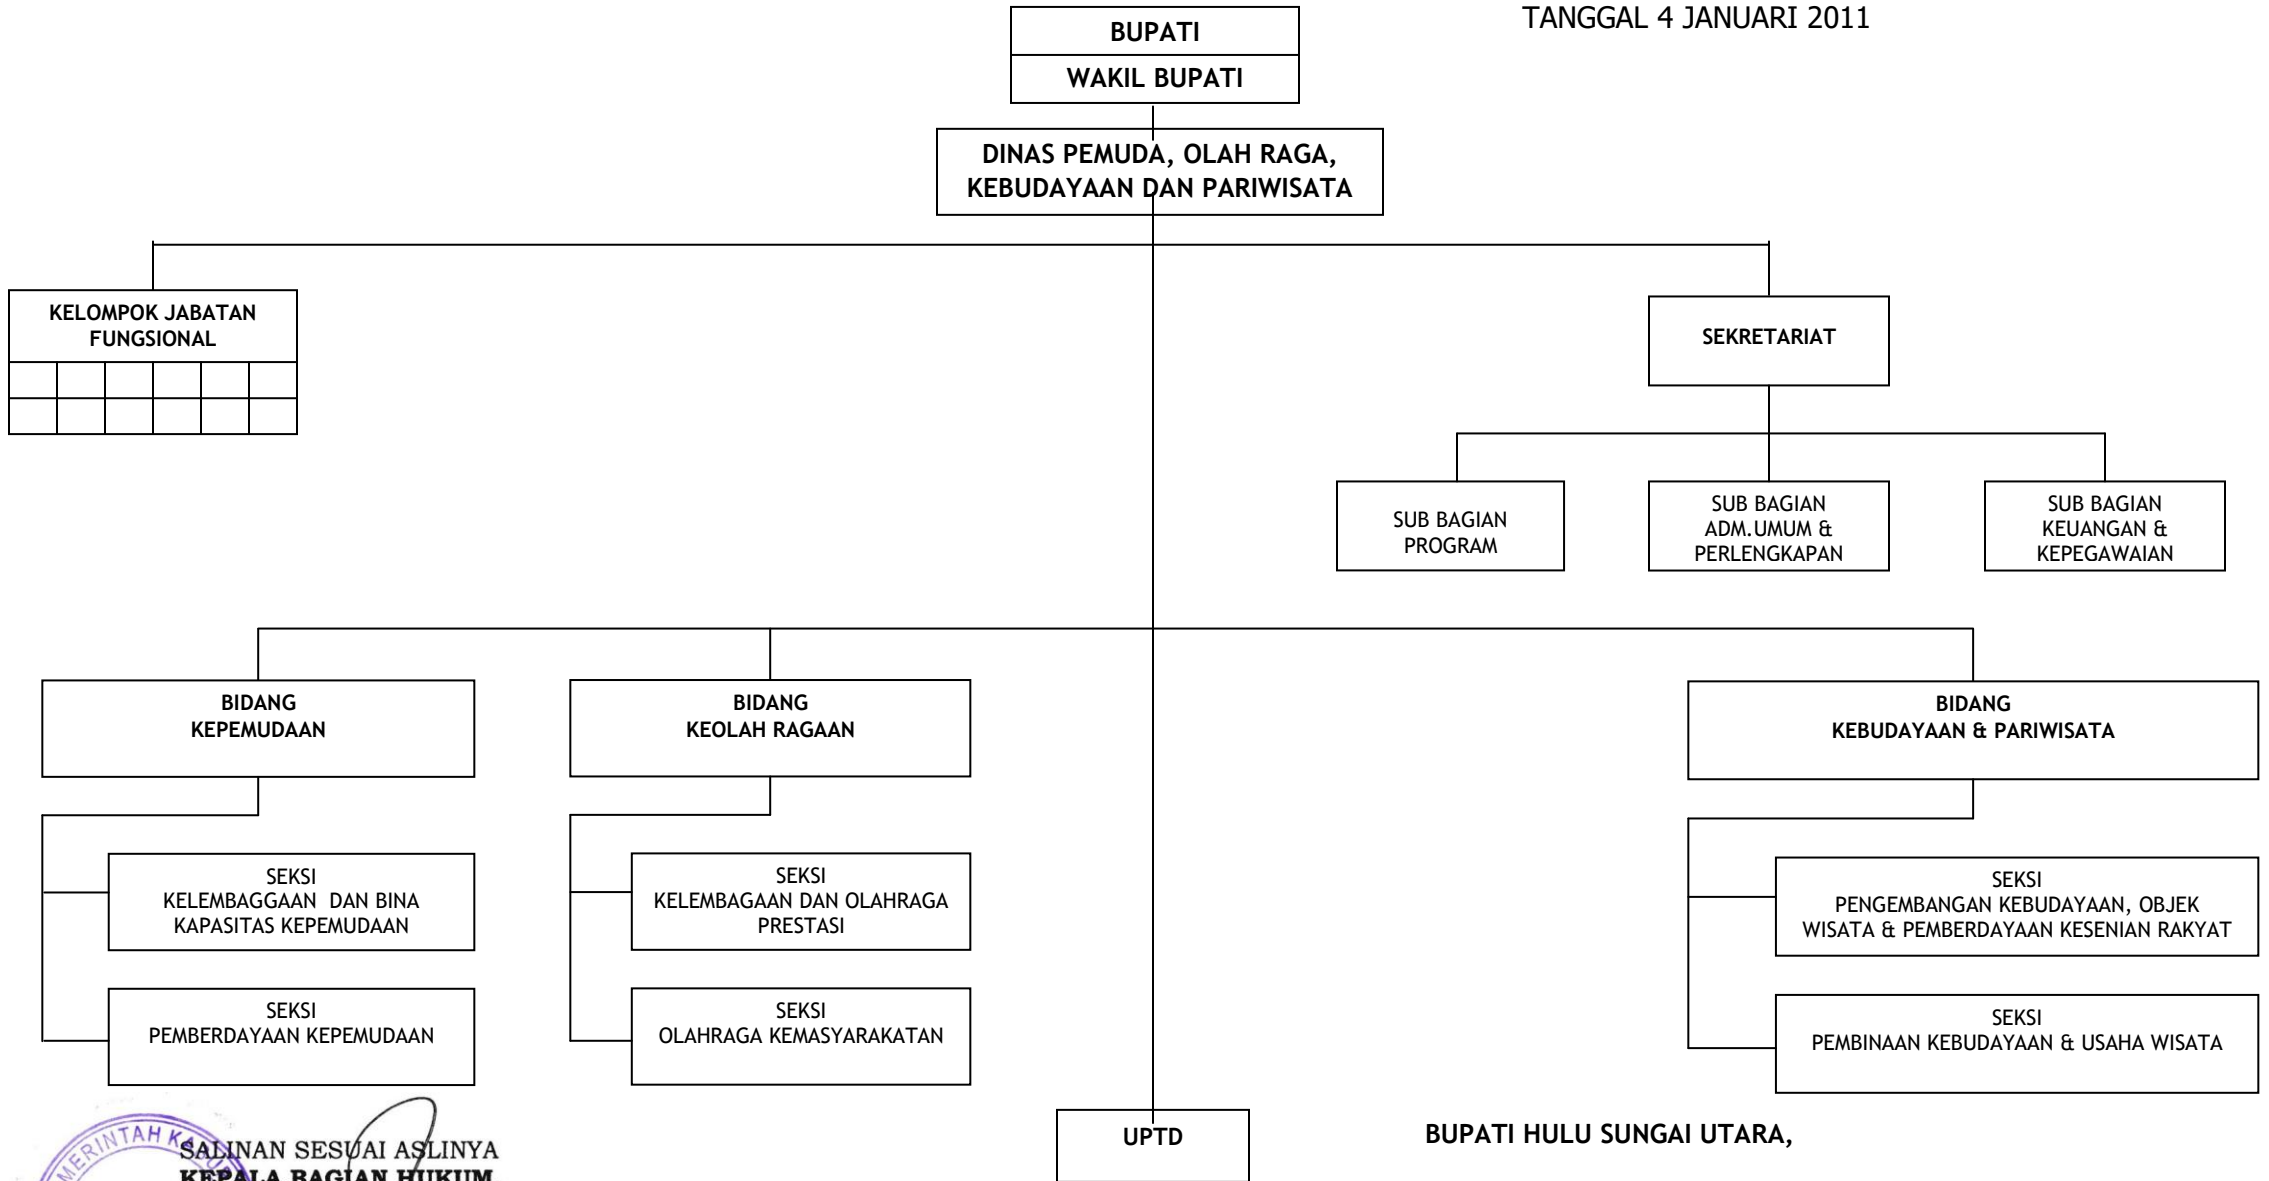 TANGGAL 4 JANUARI 2011
BUPATI
WAKIL BUPATI
DINAS PEMUDA, OLAH RAGA,
KEBUDAYAAN DAN PARIWISATA
KELOMPOK JABATAN
FUNGSIONAL
SEKRETARIAT
SUB BAGIAN
PROGRAM
SUB BAGIAN
ADM.UMUM &
PERLENGKAPAN
SUB BAGIAN
KEUANGAN &
KEPEGAWAIAN
BIDANG
KEPEMUDAAN
BIDANG
KEOLAH RAGAAN
BIDANG
KEBUDAYAAN & PARIWISATA
SEKSI
KELEMBAGGAAN DAN BINA
KAPASITAS KEPEMUDAAN
SEKSI
KELEMBAGAAN DAN OLAHRAGA
PRESTASI
SEKSI
PENGEMBANGAN KEBUDAYAAN, OBJEK
WISATA & PEMBERDAYAAN KESENIAN RAKYAT
SEKSI
PEMBERDAYAAN KEPEMUDAAN
SEKSI
OLAHRAGA KEMASYARAKATAN
SEKSI
PEMBINAAN KEBUDAYAAN & USAHA WISATA
UPTD
BUPATI HULU SUNGAI UTARA,
SALINAN SESUAI ASLINYA
KEPALA BAGIAN HUKUM